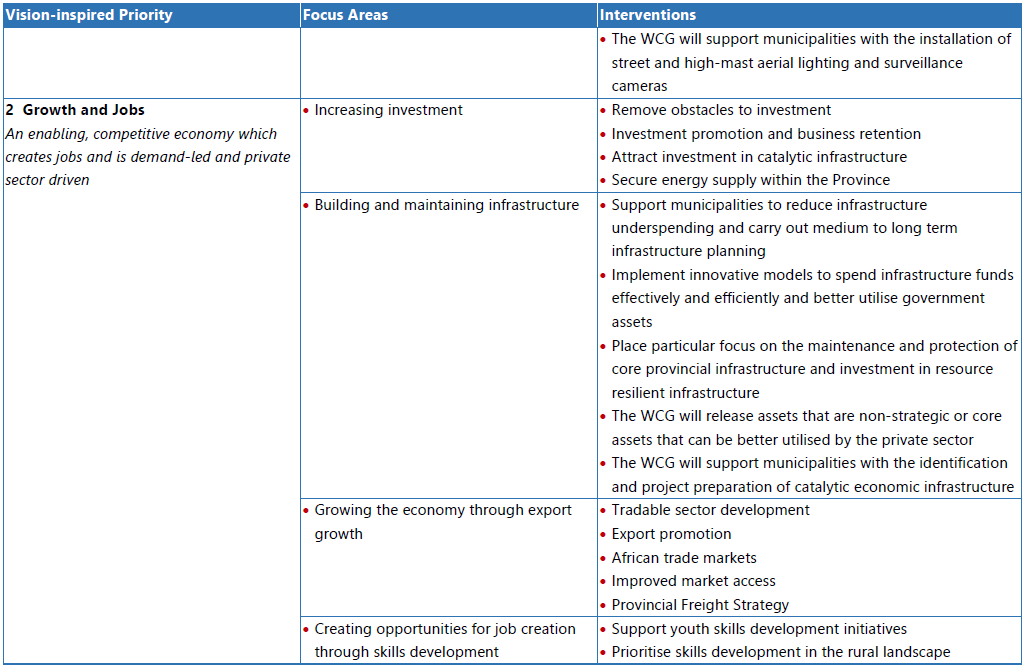 Vision-inspired Priority
Focus Areas
Interventions
• The WCG will support municipalities with the installation of
street and high-mast aerial lighting and surveillance
cameras
2 Growth and Jobs
An enabling, competitive economy which
creates jobs and is demand-led and private
sector driven
• Increasing investment
• Remove obstacles to investment
• Investment promotion and business retention
• Attract investment in catalytic infrastructure
• Secure energy supply within the Province
• Building and maintaining infrastructure
• Support municipalities to reduce infrastructure
underspending and carry out medium to long term
infrastructure planning
• Implement innovative models to spend infrastructure funds
effectively and efficiently and better utilise government
assets
• Place particular focus on the maintenance and protection of
core provincial infrastructure and investment in resource
resilient infrastructure
• The WCG will release assets that are non-strategic or core
assets that can be better utilised by the private sector
• The WCG will support municipalities with the identification
and project preparation of catalytic economic infrastructure
• Growing the economy through export
growth
• Tradable sector development
• Export promotion
• African trade markets
• Improved market access
• Provincial Freight Strategy
• Creating opportunities for job creation
through skills development
• Support youth skills development initiatives
• Prioritise skills development in the rural landscape